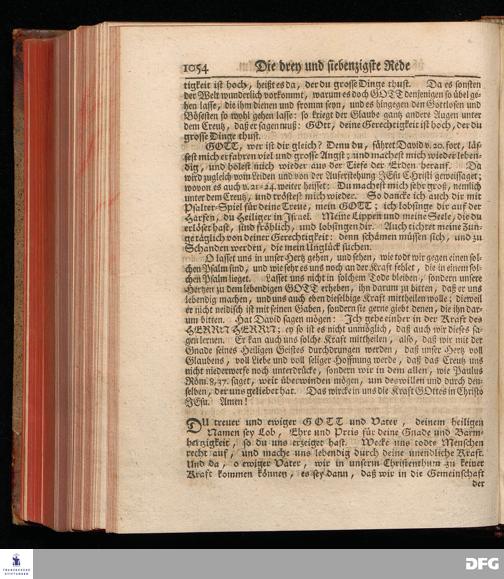 1054 Die drey und siebenzigste Rede
tigkeit ist hoch, heißt es da, der du grosse Dinge thust. Da es sonsten
der Welt wunderlich vorkommt, warum es doch GOTT denjenigen so übel ge-
hen lasse, die ihm dienen und fromm seyn, und es hingegen den Gottlosen und
Bösesten so wohl gehen lasse: so kriegt der Glaube gantz andere Augen unter
dem Creutz, daß er sagen muß: GOtt, deine Gerechtigkeit ist hoch, der du
grosse Dinge thust.
GOTT, wer ist dir gleich? Denn du, fähret David v. 20. fort, läs-
sest mich erfahren viel und grosse Angst; und machest mich wieder leben-
dig, und holest mich wieder aus der Tiefe der Erden herauf. Da
wird zugleich vom Leiden und von der Auferstehung JEsu Christi geweissaget;
wovon es auch v. 21-24. weiter heisset: Du machest mich sehr groß, nemlich
unter dem Creutz, und tröstest mich wieder. So dancke ich auch dir mit
Psalter-Spiel für deine Treue, mein GOTT; ich lobsinge dir auf der
Harfen, du Heiliger in Israel. Meine Lippen und meine Seele, die du
erlöset hast, sind frölich, und lobsingen dir. Auch tichtet meine Zun-
ge täglich von deiner Gerechtigkeit: denn schämen müssen sich, und zu
Schanden werden, die mein Unglück suchen.
O lasset uns in unser Hertz gehen, und sehen, wie todt wir gegen einen sol-
chen Psalm sind, und wie sehr es uns noch an der Kraft fehlet, die in einem sol-
chen Psalm lieget. Lasset uns nicht in solchem Tode bleiben, sondern unsere
Hertzen zu dem lebendigen GOTT erheben, ihn darum zu bitten, daß er uns
lebendig machen, und uns auch eben dieselbige Kraft mittheilen wolle; dieweil
er nicht neidisch ist mit seinen Gaben, sondern sie gerne giebt denen, die ihn dar-
um bitten. Hat David sagen mögen: Ich gehe einher in der Kraft des
HERRN HERRN; ey so ist es nicht unmöglich, daß auch wir dieses sa-
gen lernen. Er kan auch uns solche Kraft mittheilen, also, daß wir mit der
Gnade seines Heiligen Geistes durchdrungen werden, daß unser Hertz voll
Glaubens, voll Liebe und voll seliger Hoffnung werde, daß das Creutz uns
nicht niederwerfe noch unterdrücke, sondern wir in dem allen, wie Paulus
Röm. 8, 37. saget, weit überwinden mögen, um deswillen und durch den-
selben, der uns geliebet hat. Das wircke in uns die Kraft GOttes in Christo
JEsu. Amen!
DU treuer und ewiger GOTT und Vater, deinem heiligen
Namen sey Lob, Ehre und Preis für deine Gnade und Barm-
hertzigkeit, so du uns erzeiget hast. Wecke uns todte Menschen
recht auf, und mache uns lebendig durch deine unendliche Kraft.
Und da, o ewiger Vater, wir in unserm Christenthum zu keiner
Kraft kommen können, es sey dann, daß wir in die Gemeinschaft
der
FRANCKESCHE
STIFTUNGEN
DFG